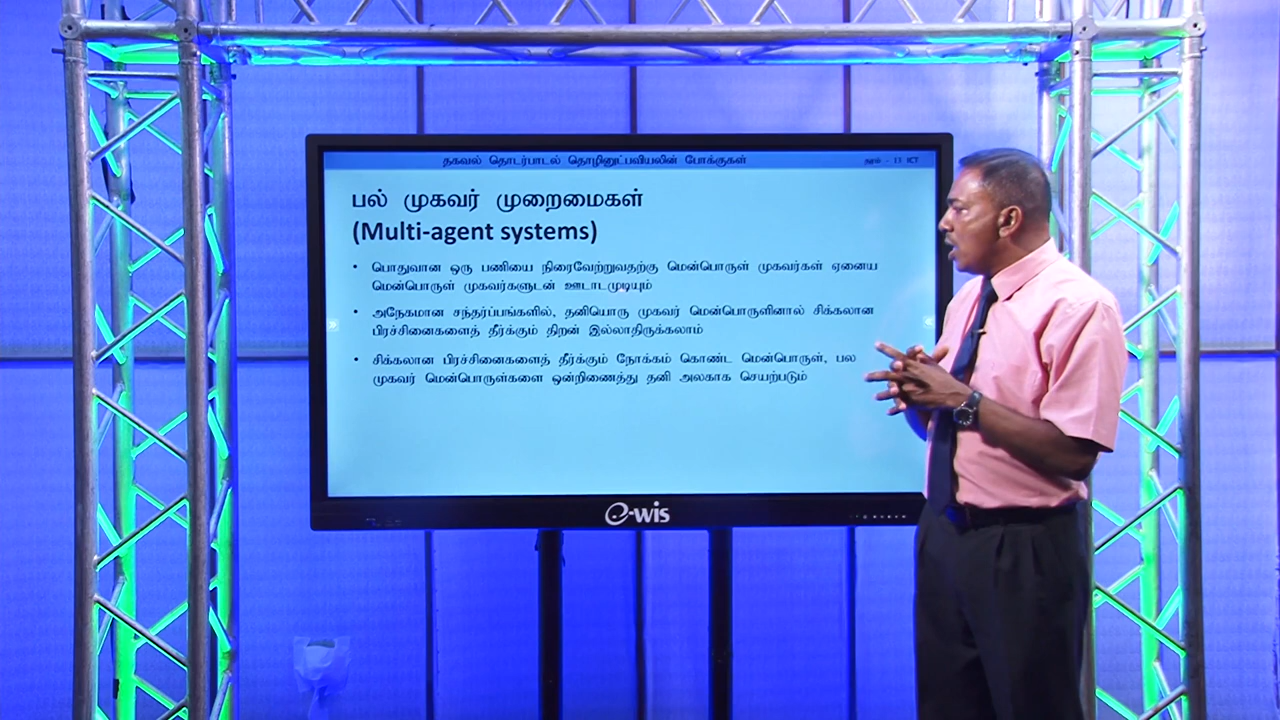 தகவல் தொடர்பாடல் தொழினுட்பவியலின் போக்குகள்
தரம் - 13 ICT
பல் முகவர் முறைமைகள்
(Multi-agent systems)
• பொதுவான ஒரு பணியை நிரைவேற்றுவதற்கு மென்பொருள் முகவர்கள் ஏனைய
மென்பொருள் முகவர்களுடன் ஊடாடமுடியும்
• அநேகமான சந்தர்ப்பங்களில், தனியொரு முகவர் மென்பொருளினால் சிக்கலான
பிரச்சினைகளைத் தீர்க்கும் திறன் இல்லாதிருக்கலாம்
• சிக்கலான பிரச்சினைகளைத் தீர்க்கும் நோக்கம் கொண்ட மென்பொருள், பல
முகவர் மென்பொருள்களை ஒன்றிணைத்து தனி அலகாக செயற்படும்
e-wis